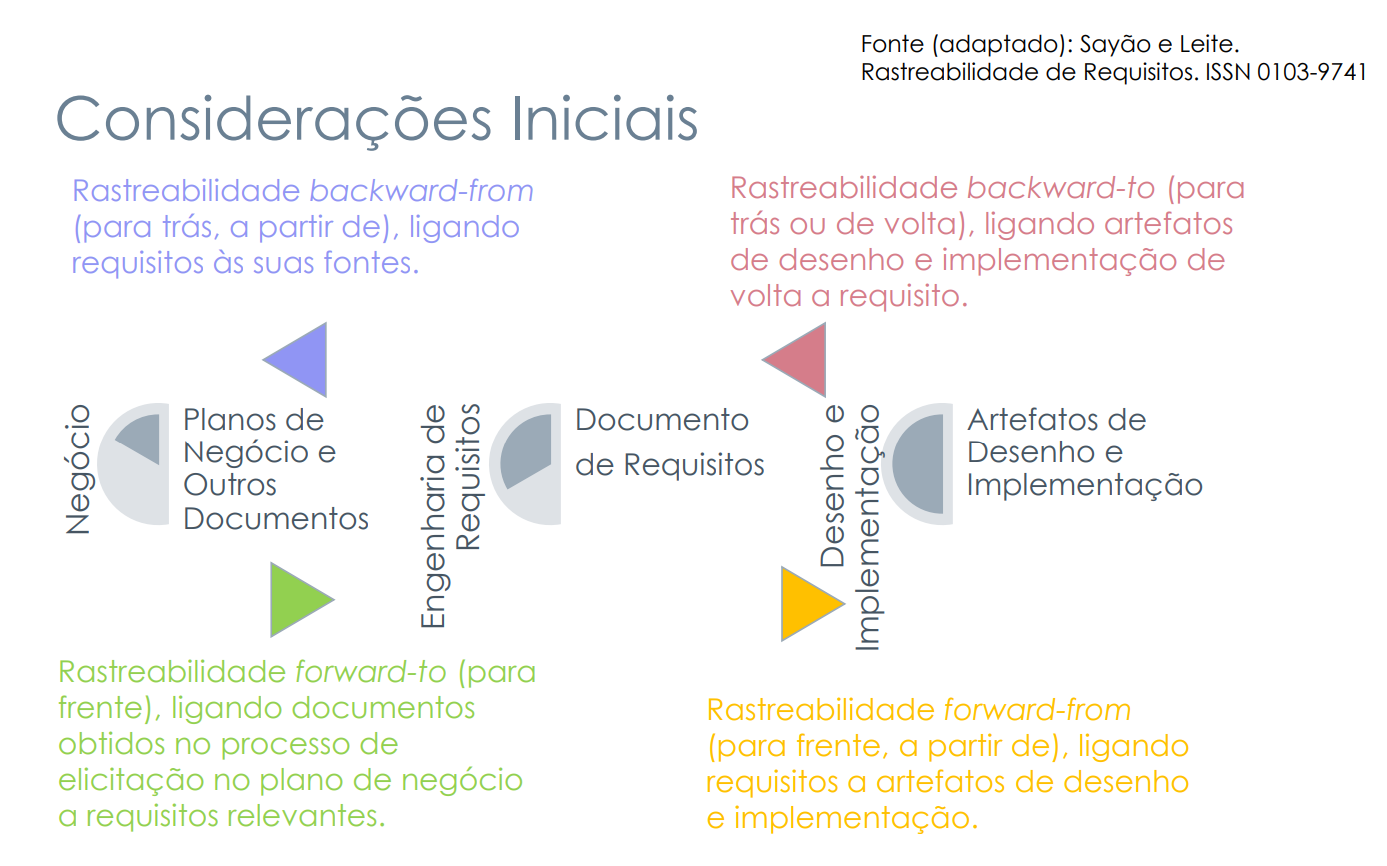 Fonte (adaptado): Sayão e Leite.
Rastreabilidade de Requisitos. ISSN 0103-9741
Considerações Iniciais
Rastreabilidade backward-from
(para trás, a partir de), ligando
requisitos às suas fontes.
Rastreabilidade backward-to (para
trás ou de volta), ligando artefatos
de desenho e implementação de
volta a requisito.
Negócio
Planos de
Negócio e
Outros
Documentos
Engenharia de
Requisitos
Documento
de Requisitos
Desenho e
Implementação
Artefatos de
Desenho e
Implementação
Rastreabilidade forward-to (para
frente), ligando documentos
obtidos no processo de
elicitação no plano de negócio
a requisitos relevantes.
Rastreabilidade forward-from
(para frente, a partir de), ligando
requisitos a artefatos de desenho
e implementação.